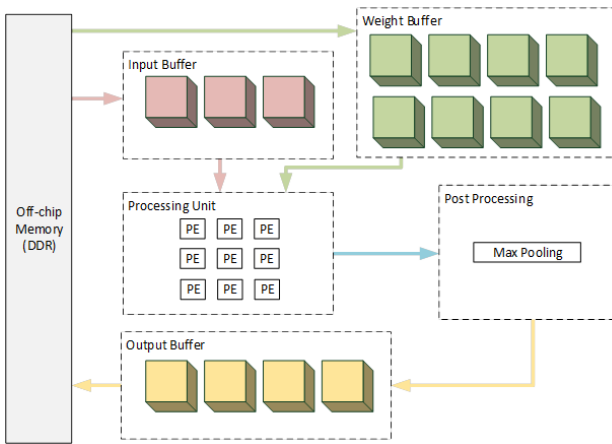 Weight Buffer
Input Buffer
Off-chip
Memory
(DDR)
Processing Unit
PE PE PE
PE PE PE
PE PE PE
Post Processing
Max Pooling
Output Buffer